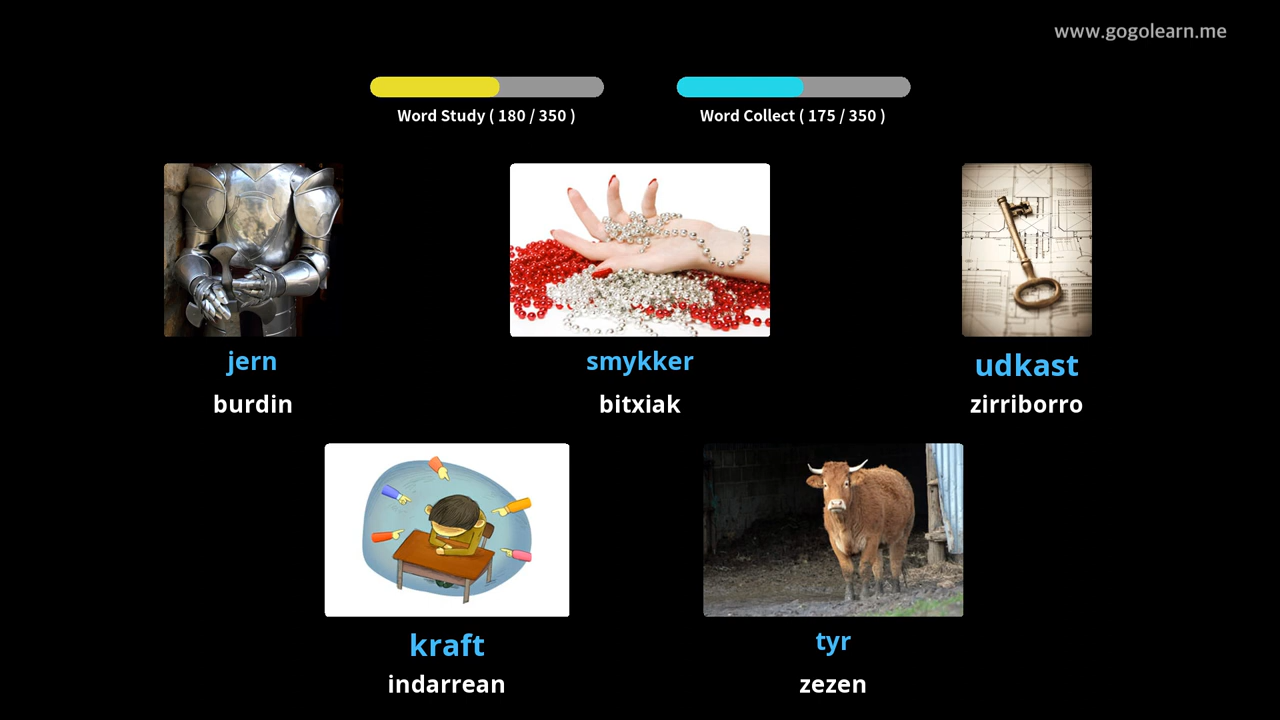 www.gogolearn.me
Word Study ( 180 / 350 )
Word Collect ( 175 / 350 )
jern
burdin
smykker
bitxiak
udkast
zirriborro
kraft
indarrean
tyr
zezen